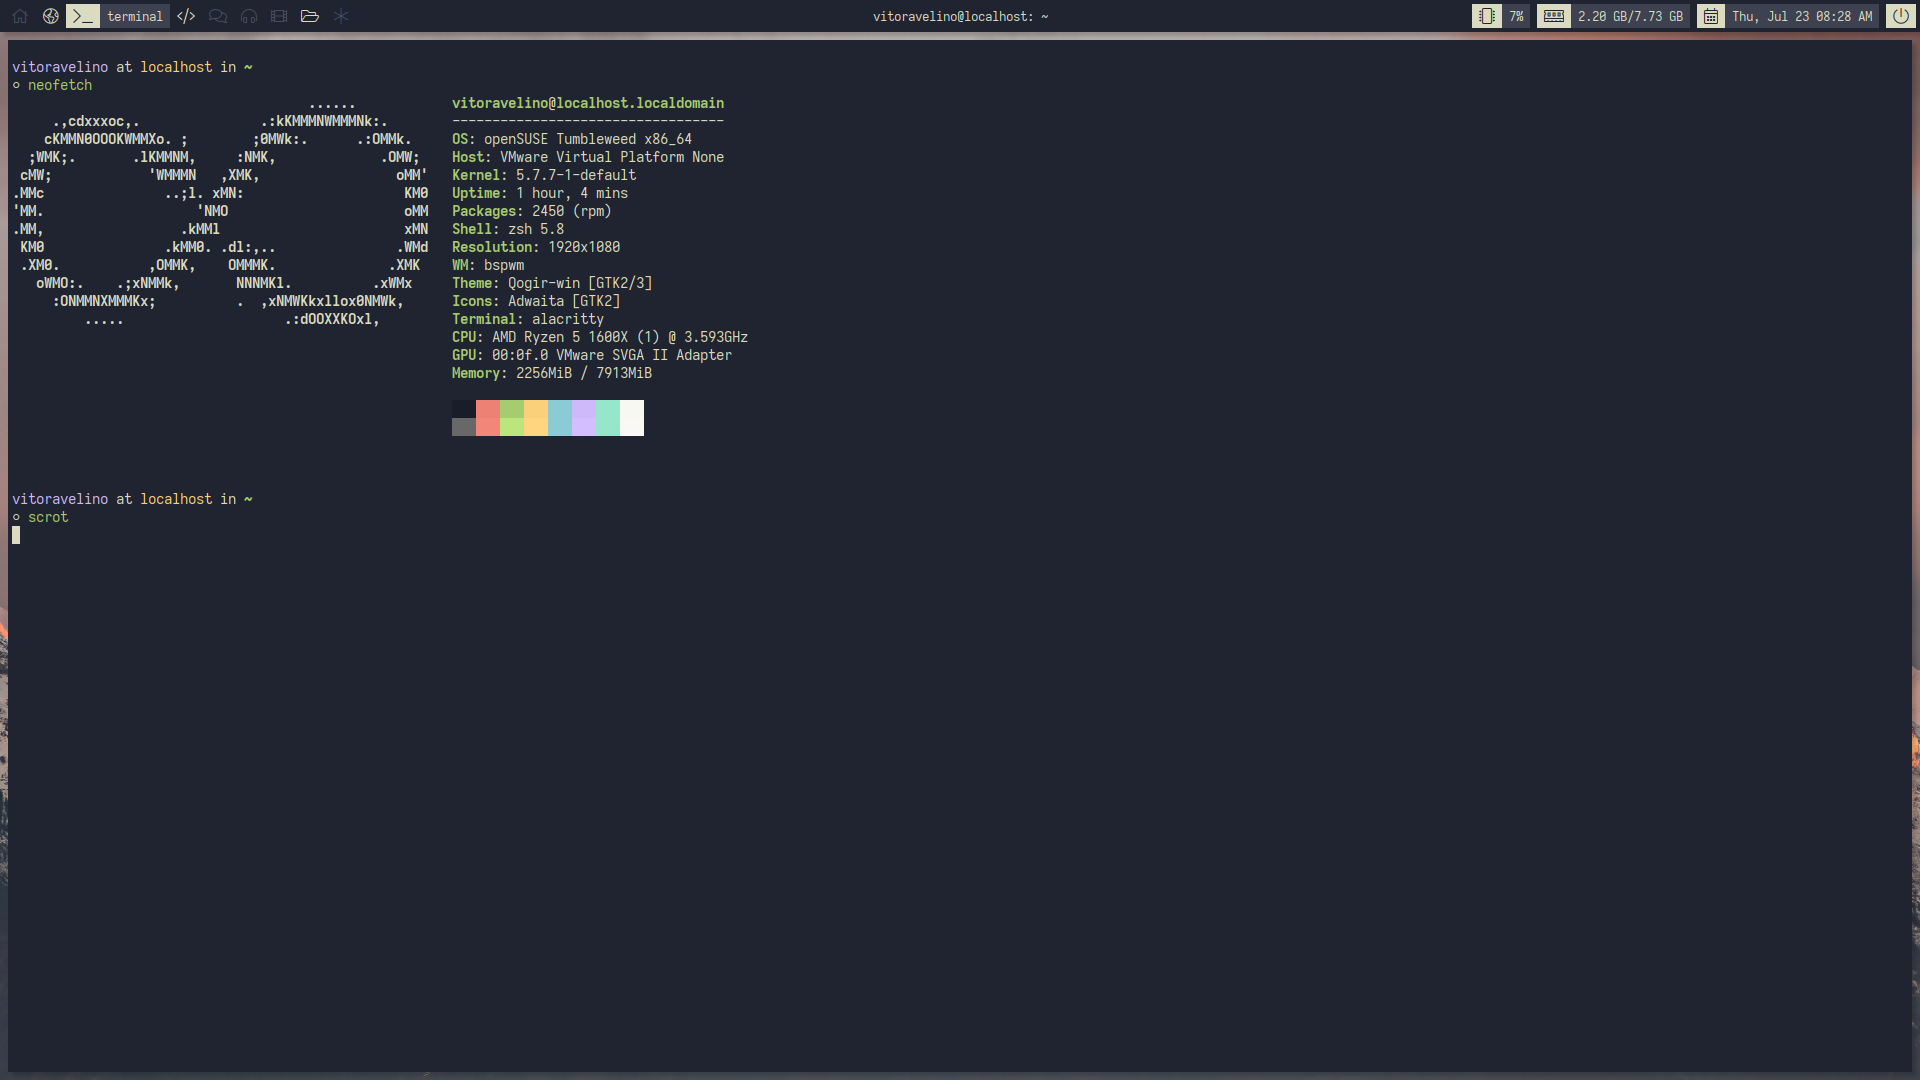 terminal </> vitoravelino@localhost: ~ 7% 2.20 GB/7.73 GB Thu, Jul 23 08:28 AM
vitoravelino at localhost in ~
○ neofetch
                                     ......
     .,cdxxxoc,.               .:kKMMMNWMMMNk:.
    cKMMN0OOOKWMMXo. ;        ;0MWk:.      .:OMMk.
  ;WMK;.       .lKMMNM,     :NMK,             .OMW;
 cMW;            'WMMMN   ,XMK,                 oMM'
.MMc               ..;l. xMN:                    KM0
'MM.                   'NMO                      oMM
.MM,                 .kMMl                       xMN
 KM0               .kMM0. .dl:,..               .WMd
 .XM0.           ,OMMK,    OMMMK.              .XMK
   oWMO:.    .;xNMMk,       NNNMKl.          .xWMx
     :ONMMNXMMMKx;          .  ,xNMWKkxllox0NMWk,
         .....                    .:dOOXXKOxl,
vitoravelino@localhost.localdomain
----------------------------------
OS: openSUSE Tumbleweed x86_64
Host: VMware Virtual Platform None
Kernel: 5.7.7-1-default
Uptime: 1 hour, 4 mins
Packages: 2450 (rpm)
Shell: zsh 5.8
Resolution: 1920x1080
WM: bspwm
Theme: Qogir-win [GTK2/3]
Icons: Adwaita [GTK2]
Terminal: alacritty
CPU: AMD Ryzen 5 1600X (1) @ 3.593GHz
GPU: 00:0f.0 VMware SVGA II Adapter
Memory: 2256MiB / 7913MiB
vitoravelino at localhost in ~
○ scrot